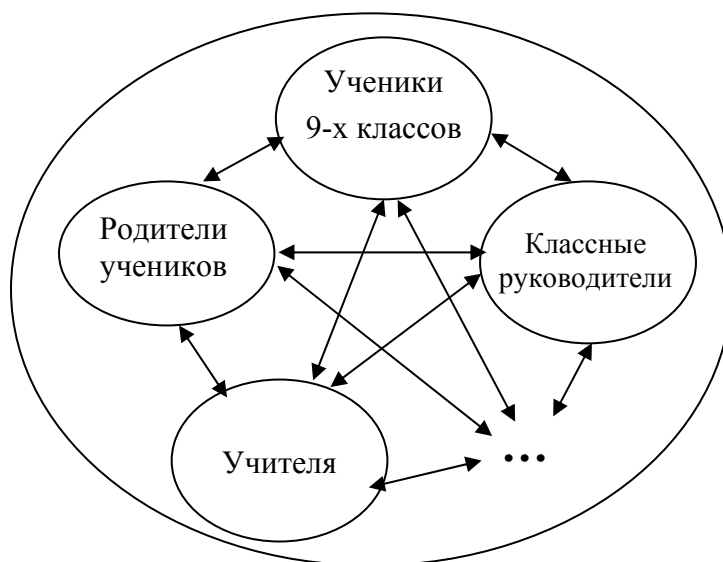 Ученики
9-х классов
Родители
учеников
Классные
руководители
Учителя
...